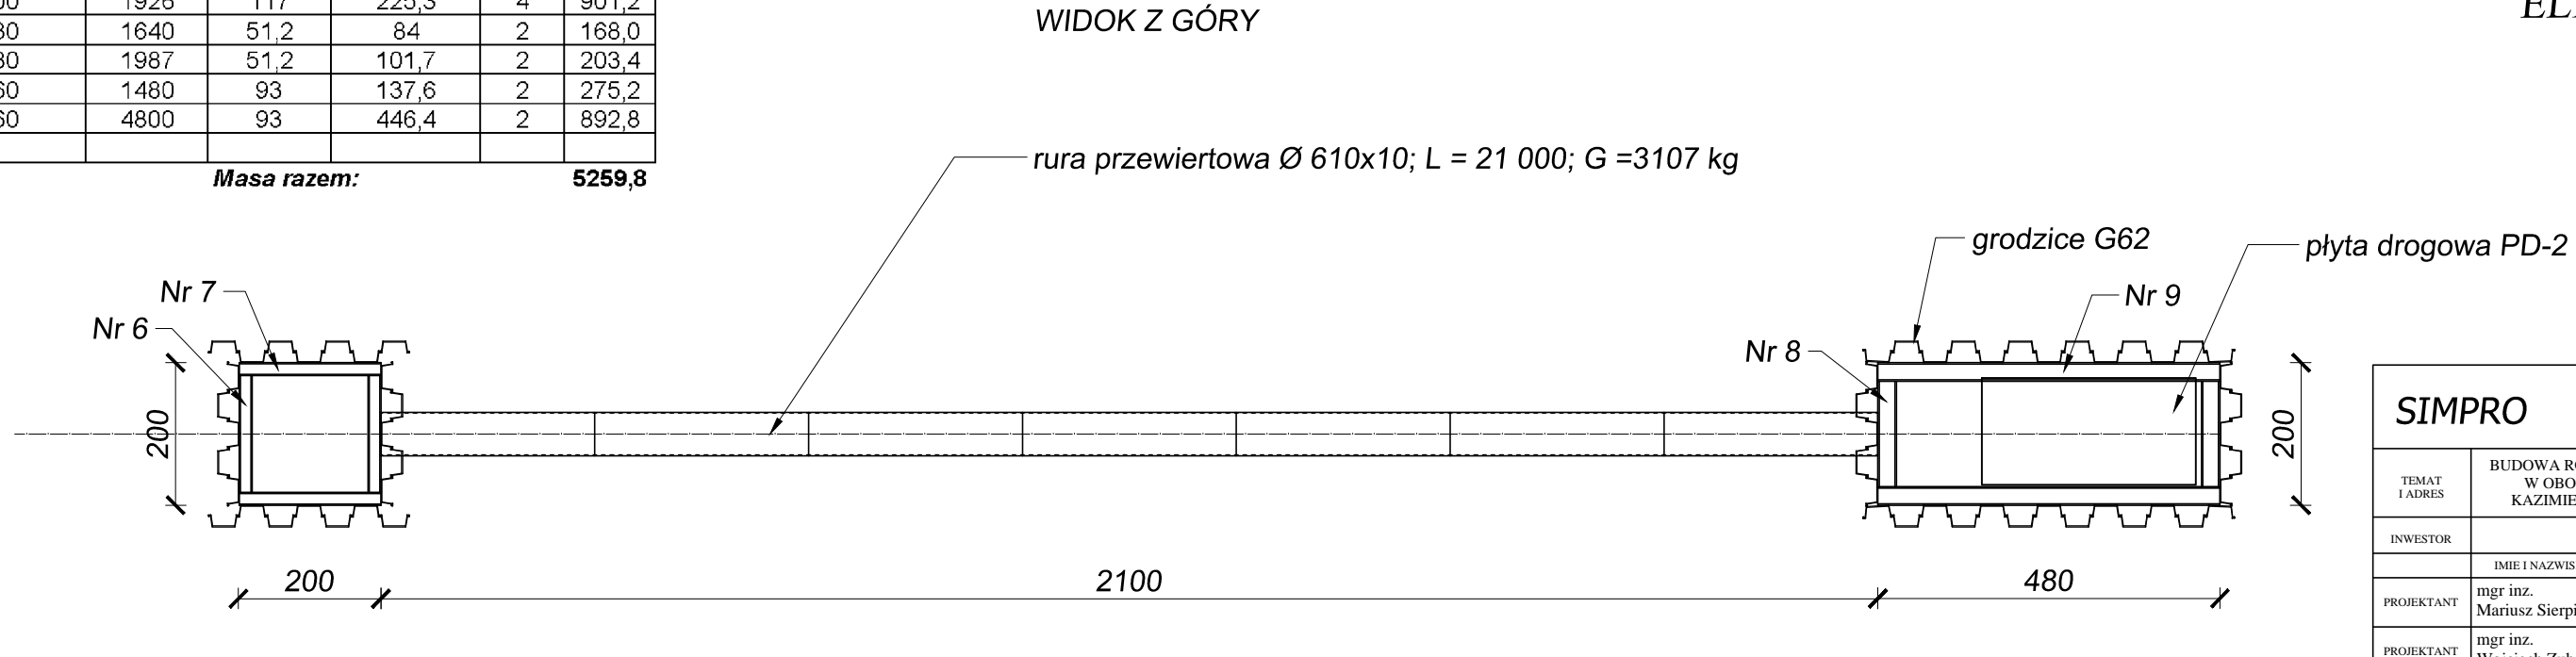 1926 117 225,3 4 901,2
1640 51,2 84 2 168,0
1987 51,2 101,7 2 203,4
1480 93 137,6 2 275,2
4800 93 446,4 2 892,8
Masa razem: 5259,8
WIDOK Z GÓRY
rura przewiertowa Ø 610x10; L = 21 000; G =3107 kg
grodzice G62
płyta drogowa PD-2
Nr 7
Nr 9
Nr 6
Nr 8
200
200
200
2100
480
SIMPRO
TEMAT
I ADRES
BUDOWA
W
INWESTOR
IMIE I
PROJEKTANT
mgr inz.
Mariusz
PROJEKTANT
mgr inz.